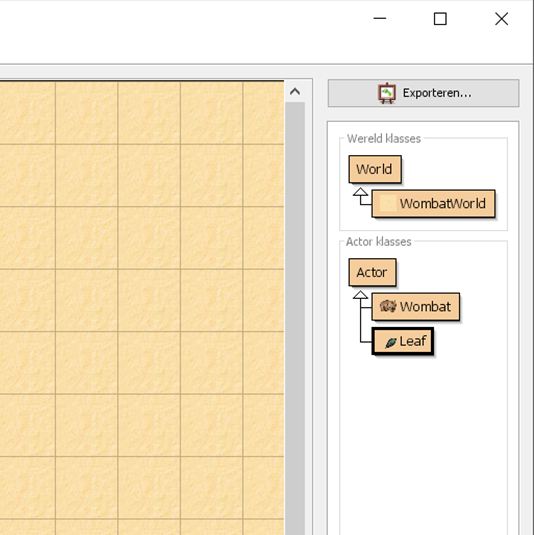 Exporteren...
Wereld klasses
World
WombatWorld
Actor klasses
Actor
Wombat
Leaf